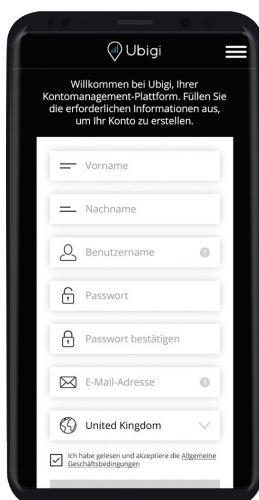 Ubigi
Willkommen bei Ubigi, Ihrer
Kontomanagement-Plattform. Füllen Sie
die erforderlichen Informationen aus,
um Ihr Konto zu erstellen.
Vorname
Nachname
Benutzername ?
Passwort
Passwort bestätigen
E-Mail-Adresse ?
United Kingdom
Ich habe gelesen und akzeptiere die Allgemeine
Geschäftsbedingungen